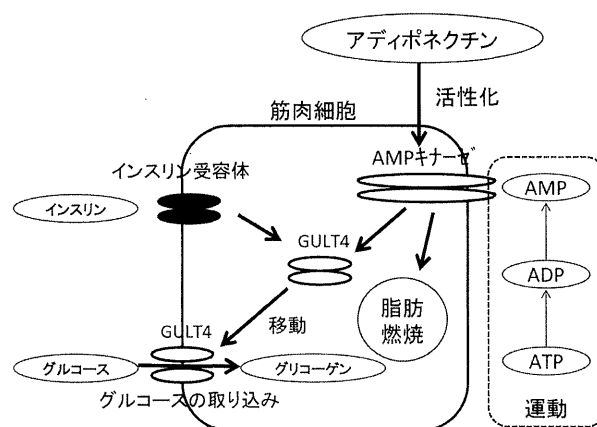 アディポネクチン
活性化
筋肉細胞
AMPキナーゼ
インスリン受容体
インスリン
AMP
GULT4
ADP
脂肪
燃焼
移動
GULT4
グルコース
グリコーゲン
ATP
グルコースの取り込み
運動